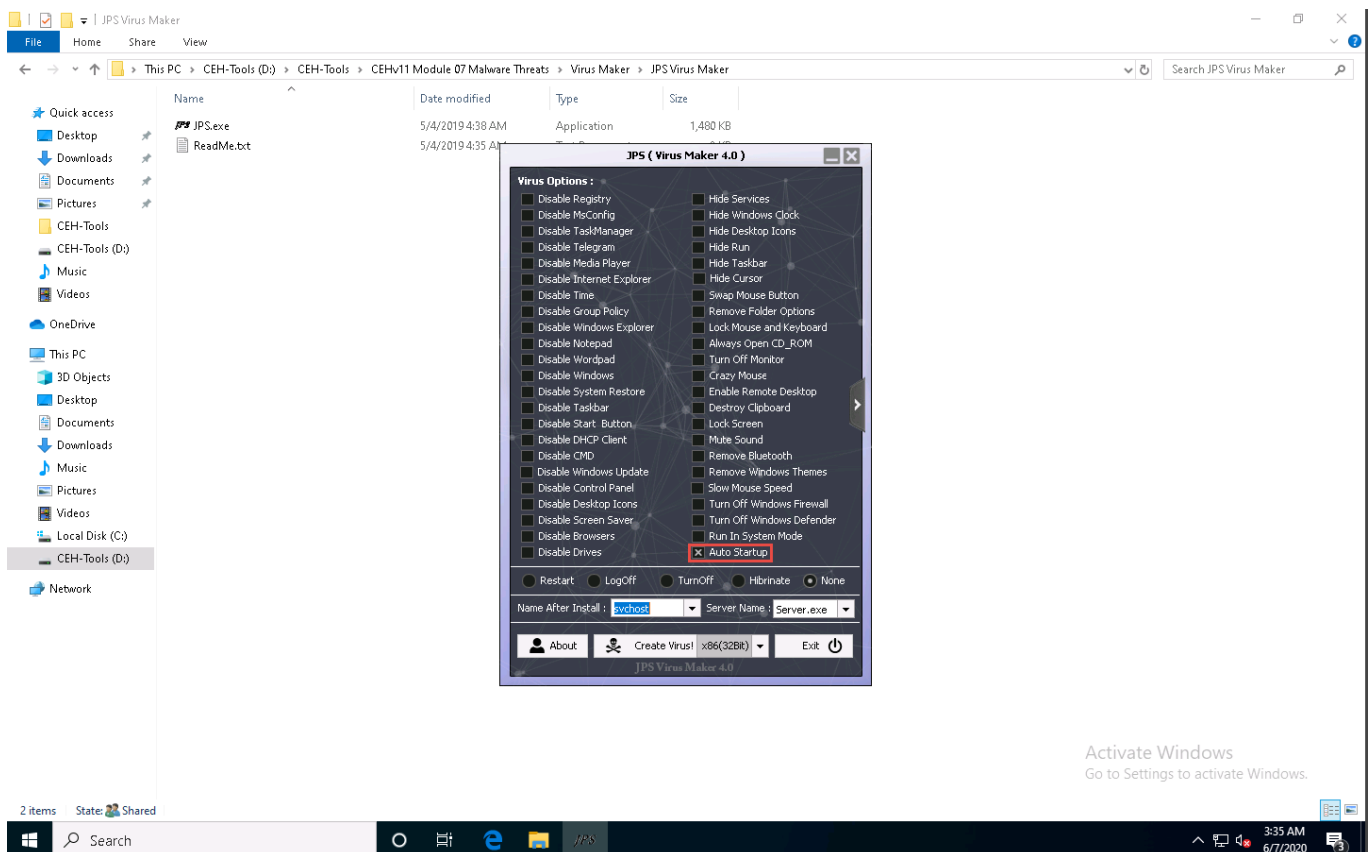 JPS Virus Maker
File Home Share View
This PC > CEH-Tools (D:) > CEH-Tools > CEHv11 Module 07 Malware Threats > Virus Maker > JPS Virus Maker
Search JPS Virus Maker
Name Date modified Type Size
JPS.exe 5/4/2019 4:38 AM Application 1,480 KB
ReadMe.txt 5/4/2019 4:35 AM
Quick access
Desktop
Downloads
Documents
Pictures
CEH-Tools
CEH-Tools (D:)
Music
Videos
OneDrive
This PC
3D Objects
Desktop
Documents
Downloads
Music
Pictures
Videos
Local Disk (C:)
CEH-Tools (D:)
Network
JPS ( Virus Maker 4.0 )
Virus Options :
Disable Registry
Disable MsConfig
Disable TaskManager
Disable Telegram
Disable Media Player
Disable Internet Explorer
Disable Time
Disable Group Policy
Disable Windows Explorer
Disable Notepad
Disable Wordpad
Disable Windows
Disable System Restore
Disable Taskbar
Disable Start Button
Disable DHCP Client
Disable CMD
Disable Windows Update
Disable Control Panel
Disable Desktop Icons
Disable Screen Saver
Disable Browsers
Disable Drives
Hide Services
Hide Windows Clock
Hide Desktop Icons
Hide Run
Hide Taskbar
Hide Cursor
Swap Mouse Button
Remove Folder Options
Lock Mouse and Keyboard
Always Open CD_ROM
Turn Off Monitor
Crazy Mouse
Enable Remote Desktop
Destroy Clipboard
Lock Screen
Mute Sound
Remove Bluetooth
Remove Windows Themes
Slow Mouse Speed
Turn Off Windows Firewall
Turn Off Windows Defender
Run In System Mode
Auto Startup
Restart LogOff TurnOff Hibrinate None
Name After Install : svchost Server Name : Server.exe
About Create Virus! x86(32Bit) Exit
JPS Virus Maker 4.0
Activate Windows
Go to Settings to activate Windows.
2 items State: Shared
Search
JPS
3:35 AM
6/7/2020
3